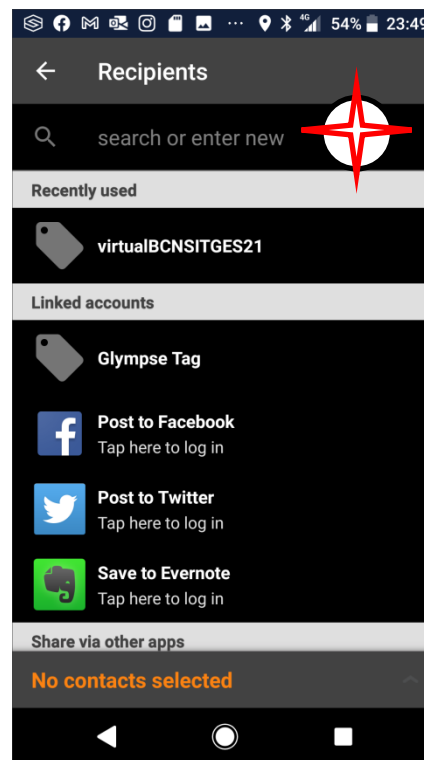 4G 54% 23:49
Recipients
search or enter new
Recently used
virtualBCNSITGES21
Linked accounts
Glympse Tag
Post to Facebook
Tap here to log in
Post to Twitter
Tap here to log in
Save to Evernote
Tap here to log in
Share via other apps
No contacts selected